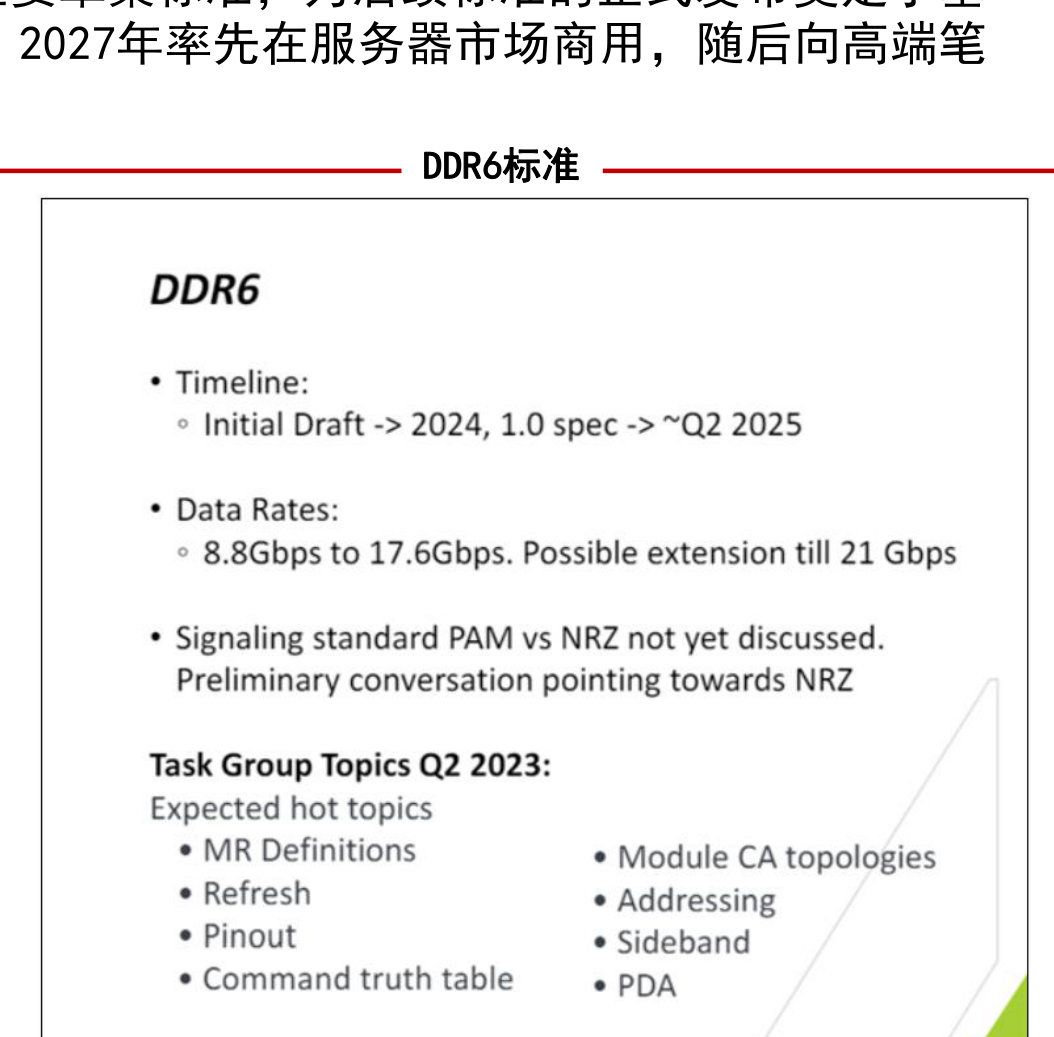 2027年率先在服务器市场商用，随后向高端笔
DDR6标准
DDR6
• Timeline:
◦ Initial Draft -> 2024, 1.0 spec -> ~Q2 2025
• Data Rates:
◦ 8.8Gbps to 17.6Gbps. Possible extension till 21 Gbps
• Signaling standard PAM vs NRZ not yet discussed.
Preliminary conversation pointing towards NRZ
Task Group Topics Q2 2023:
Expected hot topics
• MR Definitions
• Refresh
• Pinout
• Command truth table
• Module CA topologies
• Addressing
• Sideband
• PDA